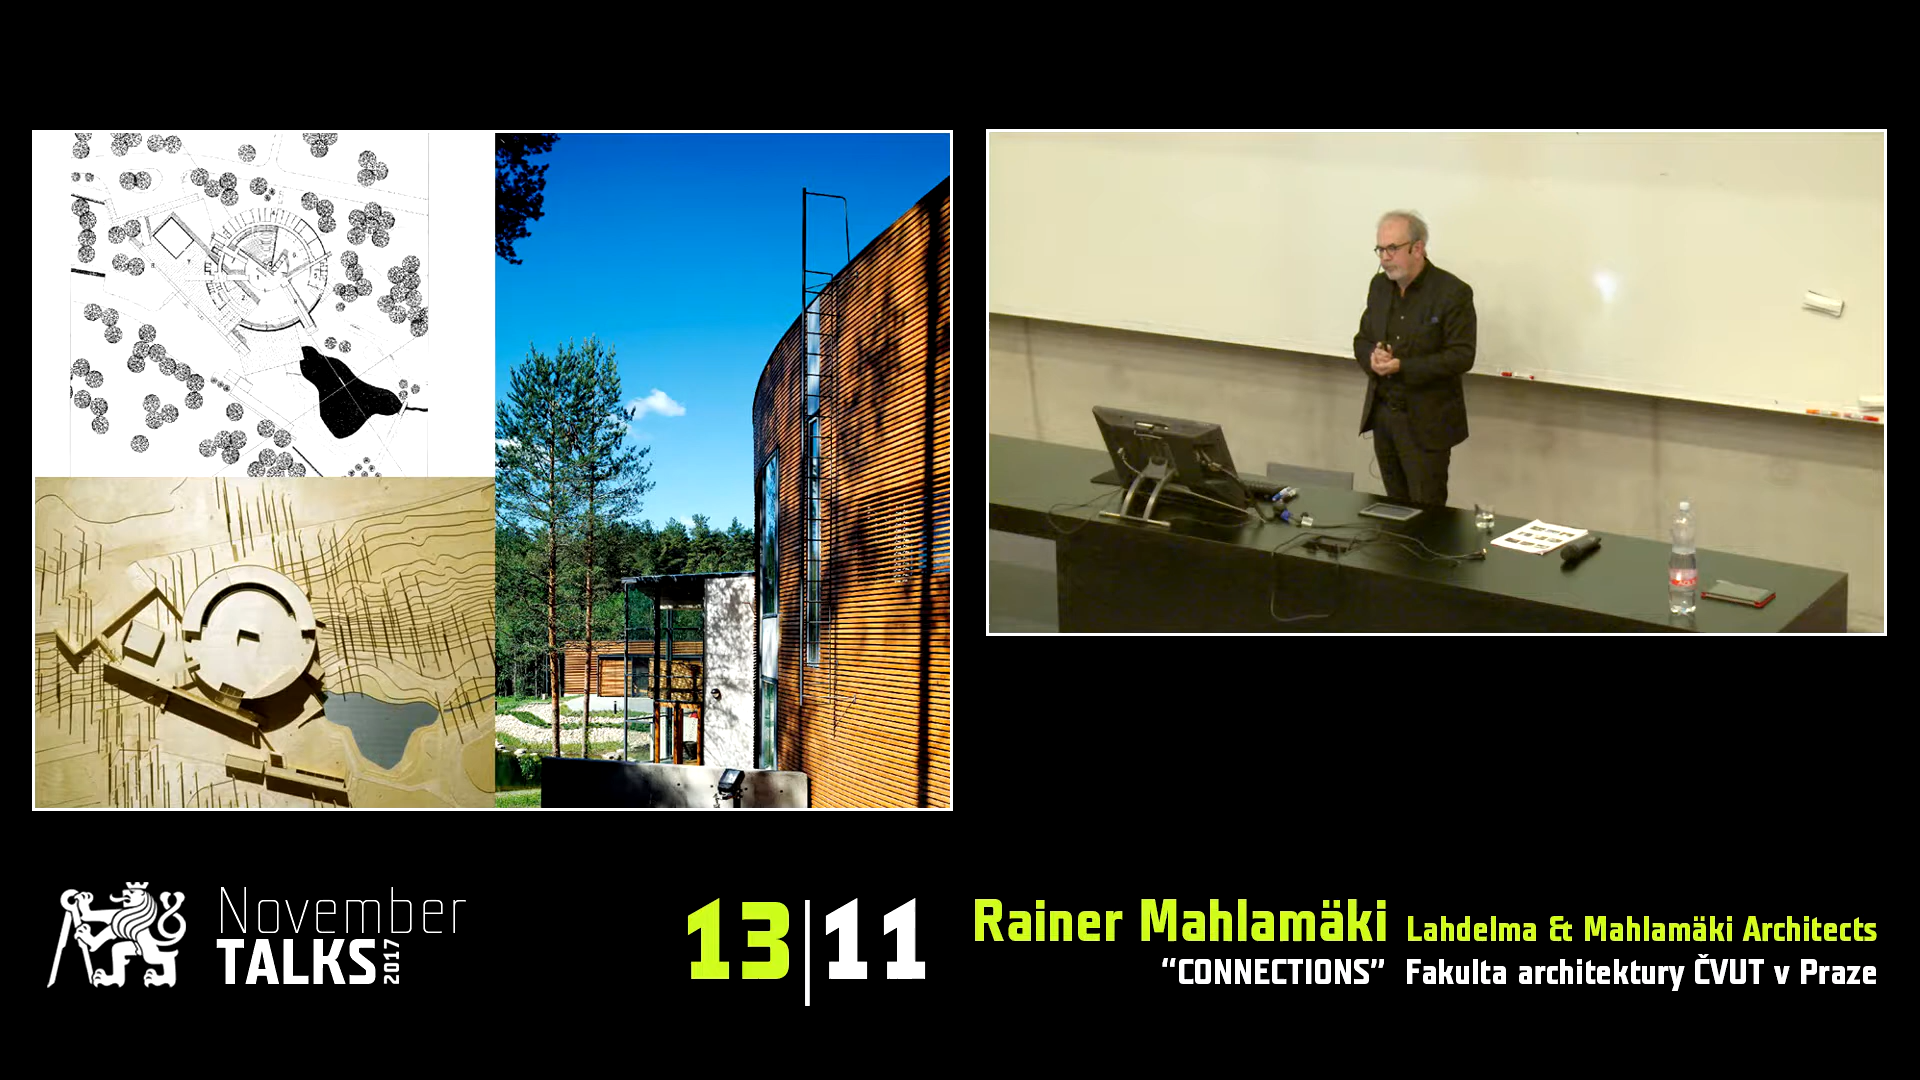 November
TALKS 2017
13|11
Rainer Mahlamäki Lahdelma & Mahlamäki Architects
“CONNECTIONS” Fakulta architektury ČVUT v Praze